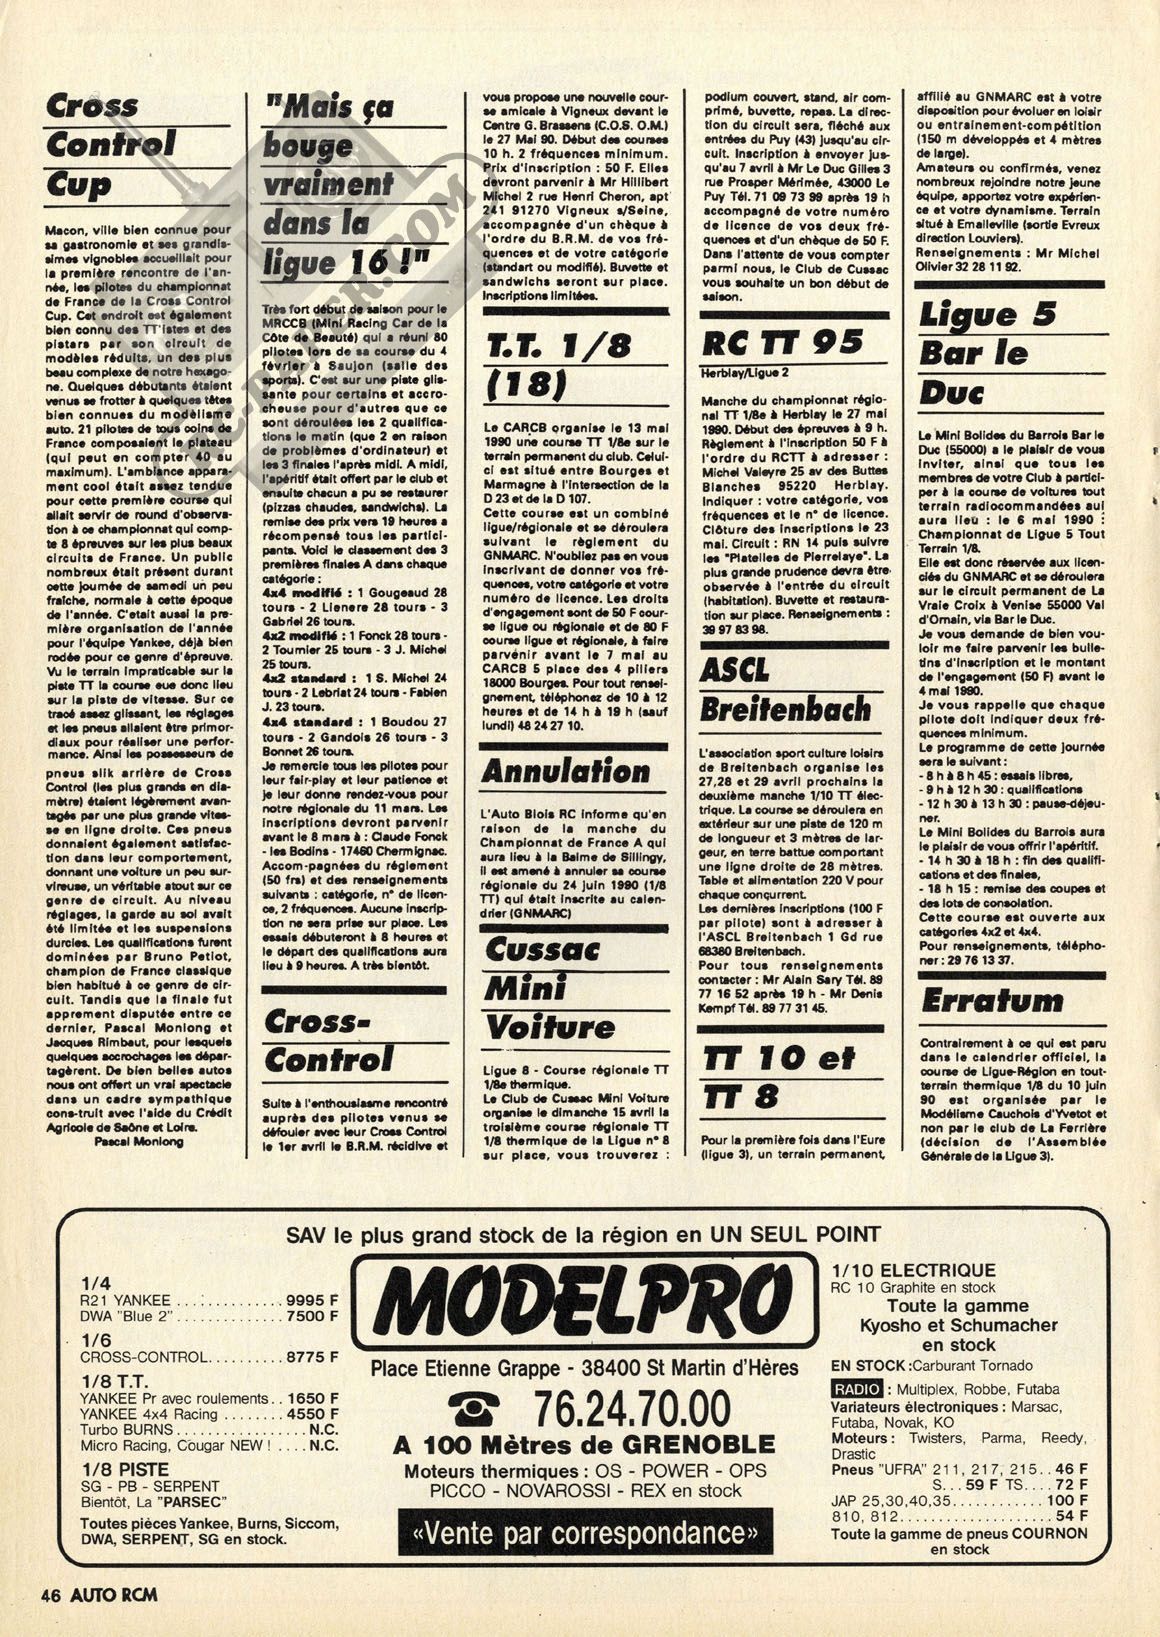 Cross
Control
Cup
Macon, ville bien connue pour
sa gastronomie et ses grandis-
simes vignobles accueillait pour
la première rencontre de l'an-
née, les pilotes du championnat
de France de la Cross Control
Cup. Cet endroit est également
bien connu des TT'istes et des
pistars par son circuit de
modèles réduits, un des plus
beau complexe de notre hexago-
ne. Quelques débutants étaient
venus se frotter à quelques têtes
bien connues du modèlisme
auto. 21 pilotes de tous coins de
France composaient le plateau
(qui peut en compter 40 au
maximum). L'ambiance appara-
ment cool était assez tendue
pour cette première course qui
allait servir de round d'observa-
tion à ce championnat qui comp-
te 8 épreuves sur les plus beaux
circuits de France. Un public
nombreux était présent durant
cette journée de samedi un peu
fraîche, normale à cette époque
de l'année. C'etait aussi la pre-
mière organisation de l'année
pour l'équipe Yankee, déjà bien
rodée pour ce genre d'épreuve.
Vu le terrain impraticable sur la
piste TT la course eue donc lieu
sur la piste de vitesse. Sur ce
tracé assez glissant, les réglages
et les pneus allaient être primor-
diaux pour réaliser une perfor-
mance. Ainsi les possesseurs de
pneus slik arrière de Cross
Control (les plus grands en dia-
mètre) étaient légèrement avan-
tagés par une plus grande vites-
se en ligne droite. Ces pneus
donnaient également satisfac-
tion dans leur comportement,
donnant une voiture un peu sur-
vireuse, un véritable atout sur ce
genre de circuit. Au niveau
réglages, la garde au sol avait
été limitée et les suspensions
durcies. Les qualifications furent
dominées par Bruno Petiot,
champion de France classique
bien habitué à ce genre de cir-
cuit. Tandis que la finale fut
apprement disputée entre ce
dernier, Pascal Monlong et
Jacques Rimbaut, pour lesquels
quelques accrochages les dépar-
tagèrent. De bien belles autos
nous ont offert un vrai spectacle
dans un cadre sympathique
cons-truit avec l'aide du Crédit
Agricole de Saône et Loire.
Pascal Monlong
"Mais ça
bouge
vraiment
dans la
ligue 16 !"
Très fort début de saison pour le
MRCCB (Mini Racing Car de la
Côte de Beauté) qui a réuni 80
pilotes lors de sa course du 4
février à Saujon (salle des
sports). C'est sur une piste glis-
sante pour certains et accro-
cheuse pour d'autres que ce
sont déroulées les 2 qualifica-
tions le matin (que 2 en raison
de problèmes d'ordinateur) et
les 3 finales l'après midi. A midi,
l'apéritif était offert par le club et
ensuite chacun a pu se restaurer
(pizzas chaudes, sandwichs). La
remise des prix vers 19 heures a
récompensé tous les partici-
pants. Voici le classement des 3
premières finales A dans chaque
catégorie :
4x4 modifié : 1 Gougeaud 28
tours - 2 Lienere 28 tours - 3
Gabriel 26 tours.
4x2 modifié : 1 Fonck 28 tours -
2 Tournier 25 tours - 3 J. Michel
25 tours.
4x2 standard : 1 S. Michel 24
tours - 2 Lebriat 24 tours - Fabien
J. 23 tours.
4x4 standard : 1 Boudou 27
tours - 2 Gandois 26 tours - 3
Bonnet 26 tours.
Je remercie tous les pilotes pour
leur fair-play et leur patience et
je leur donne rendez-vous pour
notre régionale du 11 mars. Les
inscriptions devront parvenir
avant le 8 mars à : Claude Fonck
- les Bodins - 17460 Chermignac.
Accom-pagnées du réglement
(50 frs) et des renseignements
suivants : catégorie, n° de licen-
ce, 2 fréquences. Aucune inscrip-
tion ne sera prise sur place. Les
essais débuteront à 8 heures et
le départ des qualifications aura
lieu à 9 heures. A très bientôt.
Cross-
Control
Suite à l'enthousiasme rencontré
auprès des pilotes venus se
défouler avec leur Cross Control
le 1er avril le B.R.M. récidive et
vous propose une nouvelle cour-
se amicale à Vigneux devant le
Centre G. Brassens (C.O.S. O.M.)
le 27 Mai 90. Début des courses
10 h. 2 fréquences minimum.
Prix d'inscription : 50 F. Elles
devront parvenir à Mr Hillibert
Michel 2 rue Henri Cheron, apt
241 91270 Vigneux s/Seine,
accompagnée d'un chèque à
l'ordre du B.R.M. de vos fré-
quences et de votre catégorie
(standart ou modifié). Buvette et
sandwichs seront sur place.
Inscriptions limitées.
T.T. 1/8
(18)
Le CARCB organise le 13 mai
1990 une course TT 1/8e sur le
terrain permanent du club. Celui-
ci est situé entre Bourges et
Marmagne à l'intersection de la
D 23 et de la D 107.
Cette course est un combiné
ligue/régionale et se déroulera
suivant le règlement du
GNMARC. N'oubliez pas en vous
inscrivant de donner vos fré-
quences, votre catégorie et votre
numéro de licence. Les droits
d'engagement sont de 50 F cour-
se ligue ou régionale et de 80 F
course ligue et régionale, à faire
parvénir avant le 7 mai au
CARCB 5 place des 4 piliers
18000 Bourges. Pour tout rensei-
gnement, téléphonez de 10 à 12
heures et de 14 h à 19 h (sauf
lundi) 48 24 27 10.
Annulation
L'Auto Blois RC informe qu'en
raison de la manche du
Championnat de France A qui
aura lieu à la Balme de Sillingy,
il est amené à annuler sa course
régionale du 24 juin 1990 (1/8
TT) qui était inscrite au calen-
drier (GNMARC)
Cussac
Mini
Voiture
Ligue 8 - Course régionale TT
1/8e thermique.
Le Club de Cussac Mini Voiture
organise le dimanche 15 avril la
troisième course régionale TT
1/8 thermique de la Ligue n° 8
sur place, vous trouverez :
podium couvert, stand, air com-
primé, buvette, repas. La direc-
tion du circuit sera, fléché aux
entrées du Puy (43) jusqu'au cir-
cuit. Inscription à envoyer jus-
qu'au 7 avril à Mr Le Duc Gilles 3
rue Prosper Mérimée, 43000 Le
Puy Tél. 71 09 73 99 après 19 h
accompagné de votre numéro
de licence de vos deux fré-
quences et d'un chèque de 50 F.
Dans l'attente de vous compter
parmi nous, le Club de Cussac
vous souhaite un bon début de
saison.
RC TT 95
Herblay/Ligue 2
Manche du championnat régio-
nal TT 1/8e à Herblay le 27 mai
1990. Début des épreuves à 9 h.
Règlement à l'inscription 50 F à
l'ordre du RCTT à adresser :
Michel Valeyre 25 av des Buttes
Blanches 95220 Herblay.
Indiquer : votre catégorie, vos
fréquences et le n° de licence.
Clôture des inscriptions le 23
mai. Circuit : RN 14 puis suivre
les "Platelles de Pierrelaye". La
plus grande prudence devra être
observée à l'entrée du circuit
(habitation). Buvette et restaura-
tion sur place. Renseignements :
39 97 83 98.
ASCL
Breitenbach
L'association sport culture loisirs
de Breitenbach organise les
27,28 et 29 avril prochains la
deuxième manche 1/10 TT élec-
trique. La course se déroulera en
extérieur sur une piste de 120 m
de longueur et 3 mètres de lar-
geur, en terre battue comportant
une ligne droite de 28 mètres.
Table et alimentation 220 V pour
chaque conçurrent.
Les dernières inscriptions (100 F
par pilote) sont à adresser à
l'ASCL Breitenbach 1 Gd rue
68380 Breitenbach.
Pour tous renseignements
contacter : Mr Alain Sary Tél. 89
77 16 52 après 19 h - Mr Denis
Kempf Tél. 89 77 31 45.
TT 10 et
TT 8
Pour la première fois dans l'Eure
(ligue 3), un terrain permanent,
affilié au GNMARC est à votre
disposition pour évoluer en loisir
ou entrainement-compétition
(150 m développés et 4 mètres
de large).
Amateurs ou confirmés, venez
nombreux rejoindre notre jeune
équipe, apportez votre expérien-
ce et votre dynamisme. Terrain
situé à Emalleville (sortie Evreux
direction Louviers).
Renseignements : Mr Michel
Olivier 32 28 11 92.
Ligue 5
Bar le
Duc
Le Mini Bolides du Barrois Bar le
Duc (55000) a le plaisir de vous
inviter, ainsi que tous les
membres de votre Club à partici-
per à la course de voitures tout
terrain radiocommandées aui
aura lieu : le 6 mai 1990 :
Championnat de Ligue 5 Tout
Terrain 1/8.
Elle est donc réservée aux licen-
ciés du GNMARC et se déroulera
sur le circuit permanent de La
Vraie Croix à Venise 55000 Val
d'Ornain, via Bar le Duc.
Je vous demande de bien vou-
loir me faire parvenir les bulle-
tins d'inscription et le montant
de l'engagement (50 F) avant le
4 mai 1990.
Je vous rappelle que chaque
pilote doit indiquer deux fré-
quences minimum.
Le programme de cette journée
sera le suivant :
- 8 h à 8 h 45 : essais libres,
- 9 h à 12 h 30 : qualifications
- 12 h 30 à 13 h 30 : pause-déjeu-
ner.
Le Mini Bolides du Barrois aura
le plaisir de vous offrir l'apéritif.
- 14 h 30 à 18 h : fin des qualifi-
cations et des finales,
- 18 h 15 : remise des coupes et
des lots de consolation.
Cette course est ouverte aux
catégories 4x2 et 4x4.
Pour renseignements, télépho-
ner : 29 76 13 37.
Erratum
Contrairement à ce qui est paru
dans le calendrier officiel, la
course de Ligue-Région en tout-
terrain thermique 1/8 du 10 juin
90 est organisée par le
Modélisme Cauchois d'Yvetot et
non par le club de La Ferrière
(décision de l'Assemblée
Générale de la Ligue 3).
SAV le plus grand stock de la région en UN SEUL POINT
1/4
R21 YANKEE ............. 9995 F
DWA "Blue 2" ............. 7500 F
1/6
CROSS-CONTROL.......... 8775 F
1/8 T.T.
YANKEE Pr avec roulements.. 1650 F
YANKEE 4x4 Racing ........ 4550 F
Turbo BURNS ............... N.C.
Micro Racing, Cougar NEW ! .... N.C.
1/8 PISTE
SG - PB - SERPENT
Bientôt, La "PARSEC"
Toutes pièces Yankee, Burns, Siccom,
DWA, SERPENT, SG en stock.
MODELPRO
Place Etienne Grappe - 38400 St Martin d'Hères
☎ 76.24.70.00
A 100 Mètres de GRENOBLE
Moteurs thermiques : OS - POWER - OPS
PICCO - NOVAROSSI - REX en stock
«Vente par correspondance»
1/10 ELECTRIQUE
RC 10 Graphite en stock
Toute la gamme
Kyosho et Schumacher
en stock
EN STOCK :Carburant Tornado
RADIO : Multiplex, Robbe, Futaba
Variateurs électroniques : Marsac,
Futaba, Novak, KO
Moteurs : Twisters, Parma, Reedy,
Drastic
Pneus "UFRA" 211, 217, 215.. 46 F
S... 59 F TS.... 72 F
JAP 25,30,40,35............ 100 F
810, 812................... 54 F
Toute la gamme de pneus COURNON
en stock
46 AUTO RCM